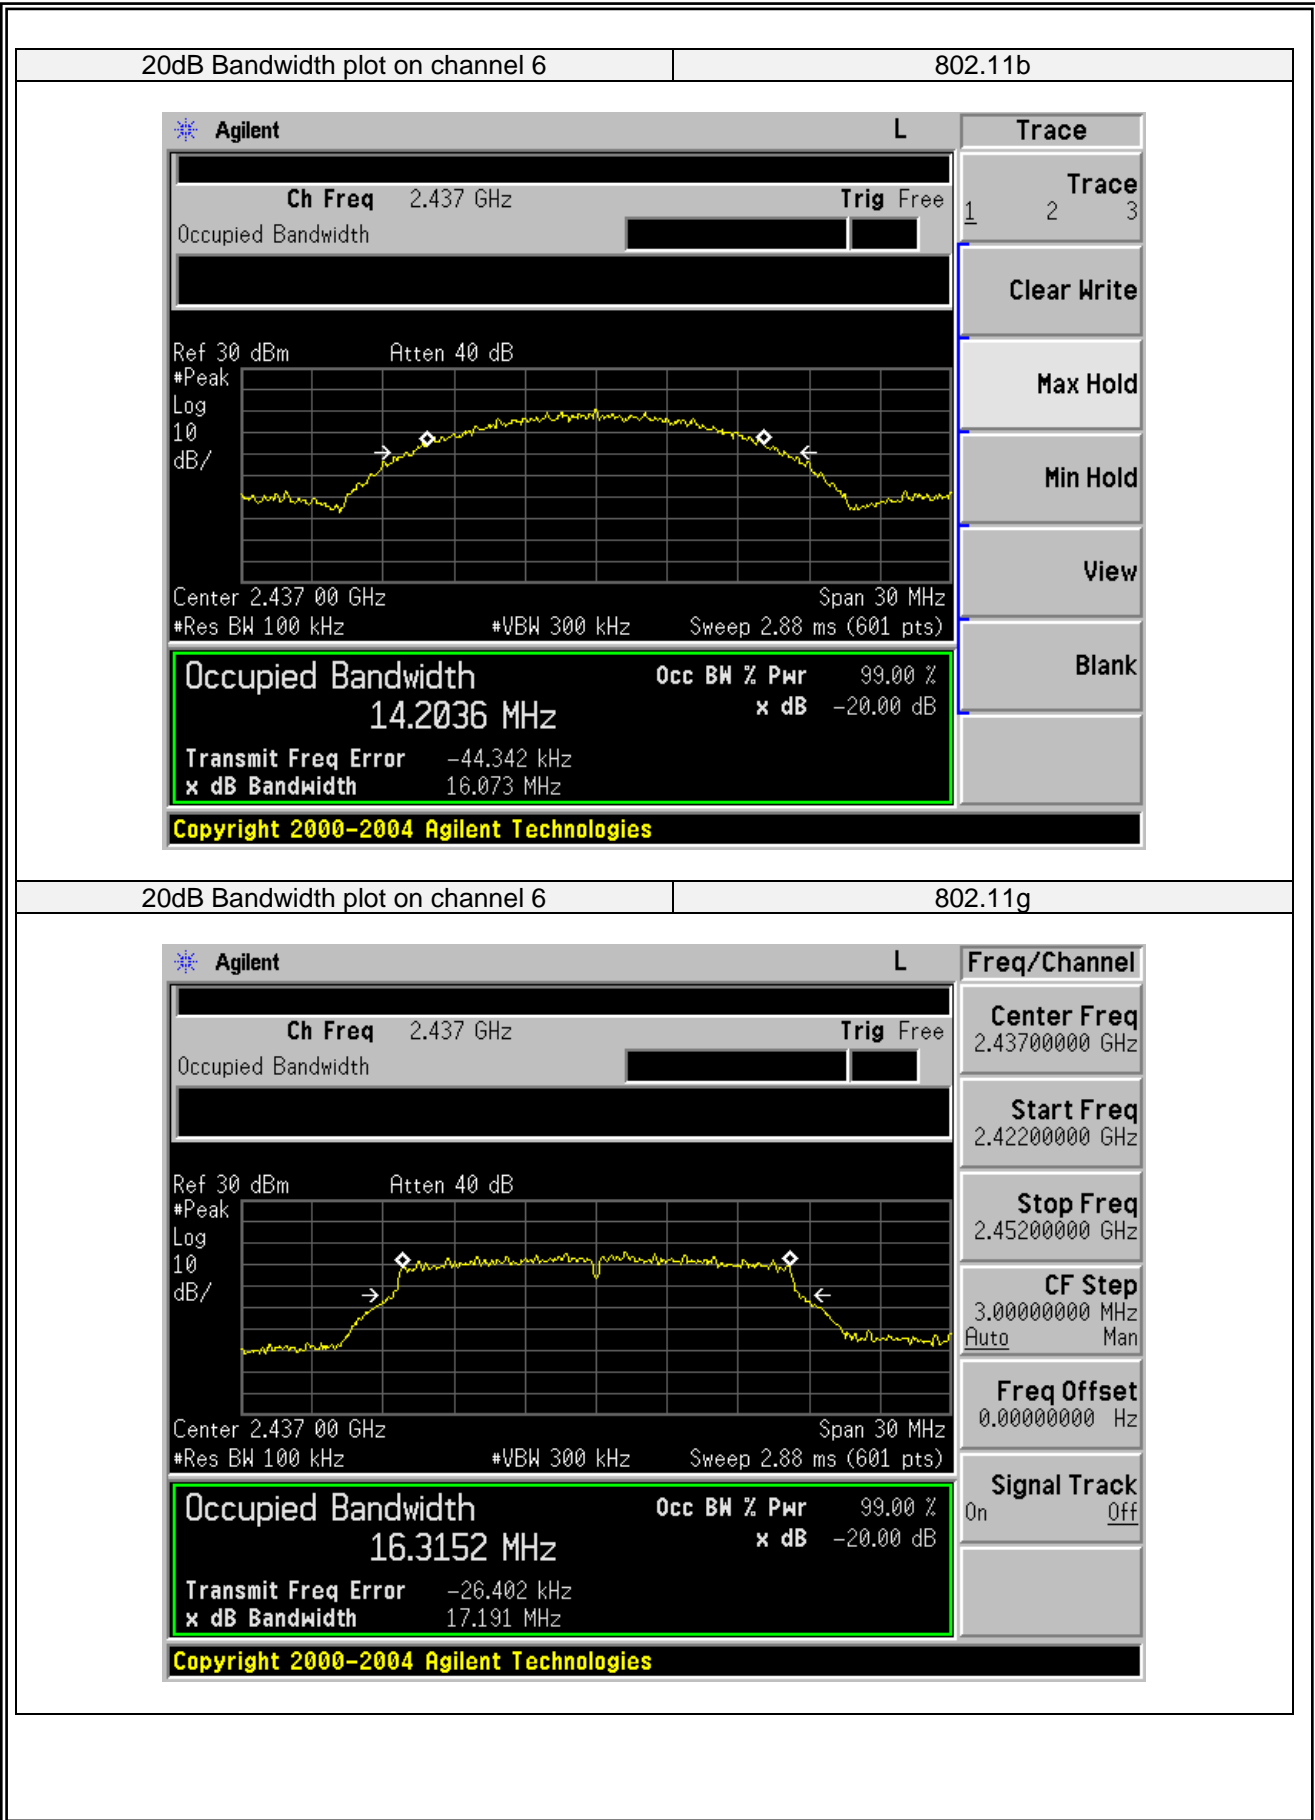 20dB Bandwidth plot on channel 6 802.11b
Agilent L Trace
Ch Freq 2.437 GHz Trig Free
Occupied Bandwidth
Trace
1 2 3
Clear Write
Max Hold
Min Hold
View
Blank
Ref 30 dBm Atten 40 dB
#Peak
Log
10
dB/
Center 2.437 00 GHz Span 30 MHz
#Res BW 100 kHz #VBW 300 kHz Sweep 2.88 ms (601 pts)
Occupied Bandwidth Occ BW % Pwr 99.00 %
14.2036 MHz x dB -20.00 dB
Transmit Freq Error -44.342 kHz
x dB Bandwidth 16.073 MHz
Copyright 2000-2004 Agilent Technologies
20dB Bandwidth plot on channel 6 802.11g
Agilent L Freq/Channel
Ch Freq 2.437 GHz Trig Free
Occupied Bandwidth
Center Freq
2.43700000 GHz
Start Freq
2.42200000 GHz
Stop Freq
2.45200000 GHz
CF Step
3.00000000 MHz
Auto Man
Freq Offset
0.00000000 Hz
Signal Track
On Off
Ref 30 dBm Atten 40 dB
#Peak
Log
10
dB/
Center 2.437 00 GHz Span 30 MHz
#Res BW 100 kHz #VBW 300 kHz Sweep 2.88 ms (601 pts)
Occupied Bandwidth Occ BW % Pwr 99.00 %
16.3152 MHz x dB -20.00 dB
Transmit Freq Error -26.402 kHz
x dB Bandwidth 17.191 MHz
Copyright 2000-2004 Agilent Technologies